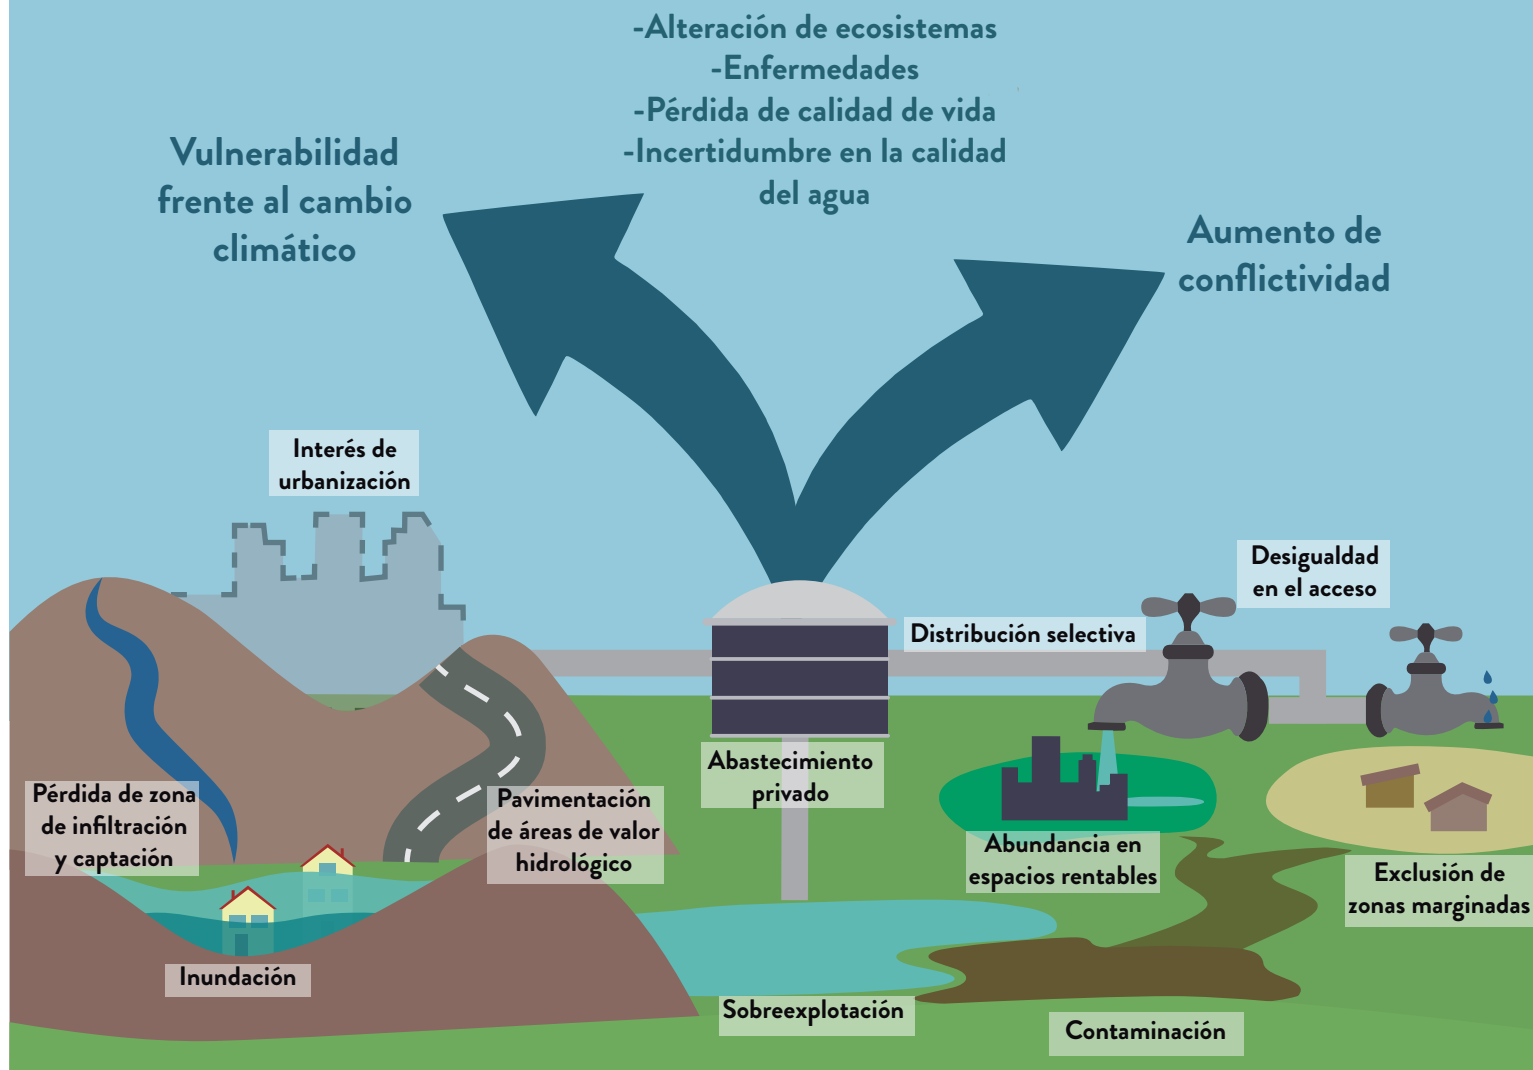 -Alteración de ecosistemas
-Enfermedades
-Pérdida de calidad de vida
-Incertidumbre en la calidad
del agua
Vulnerabilidad
frente al cambio
climático
Aumento de
conflictividad
Interés de
urbanización
Desigualdad
en el acceso
Distribución selectiva
Abastecimiento
privado
Pérdida de zona
de infiltración
y captación
Pavimentación
de áreas de valor
hidrológico
Abundancia en
espacios rentables
Exclusión de
zonas marginadas
Inundación
Sobreexplotación
Contaminación